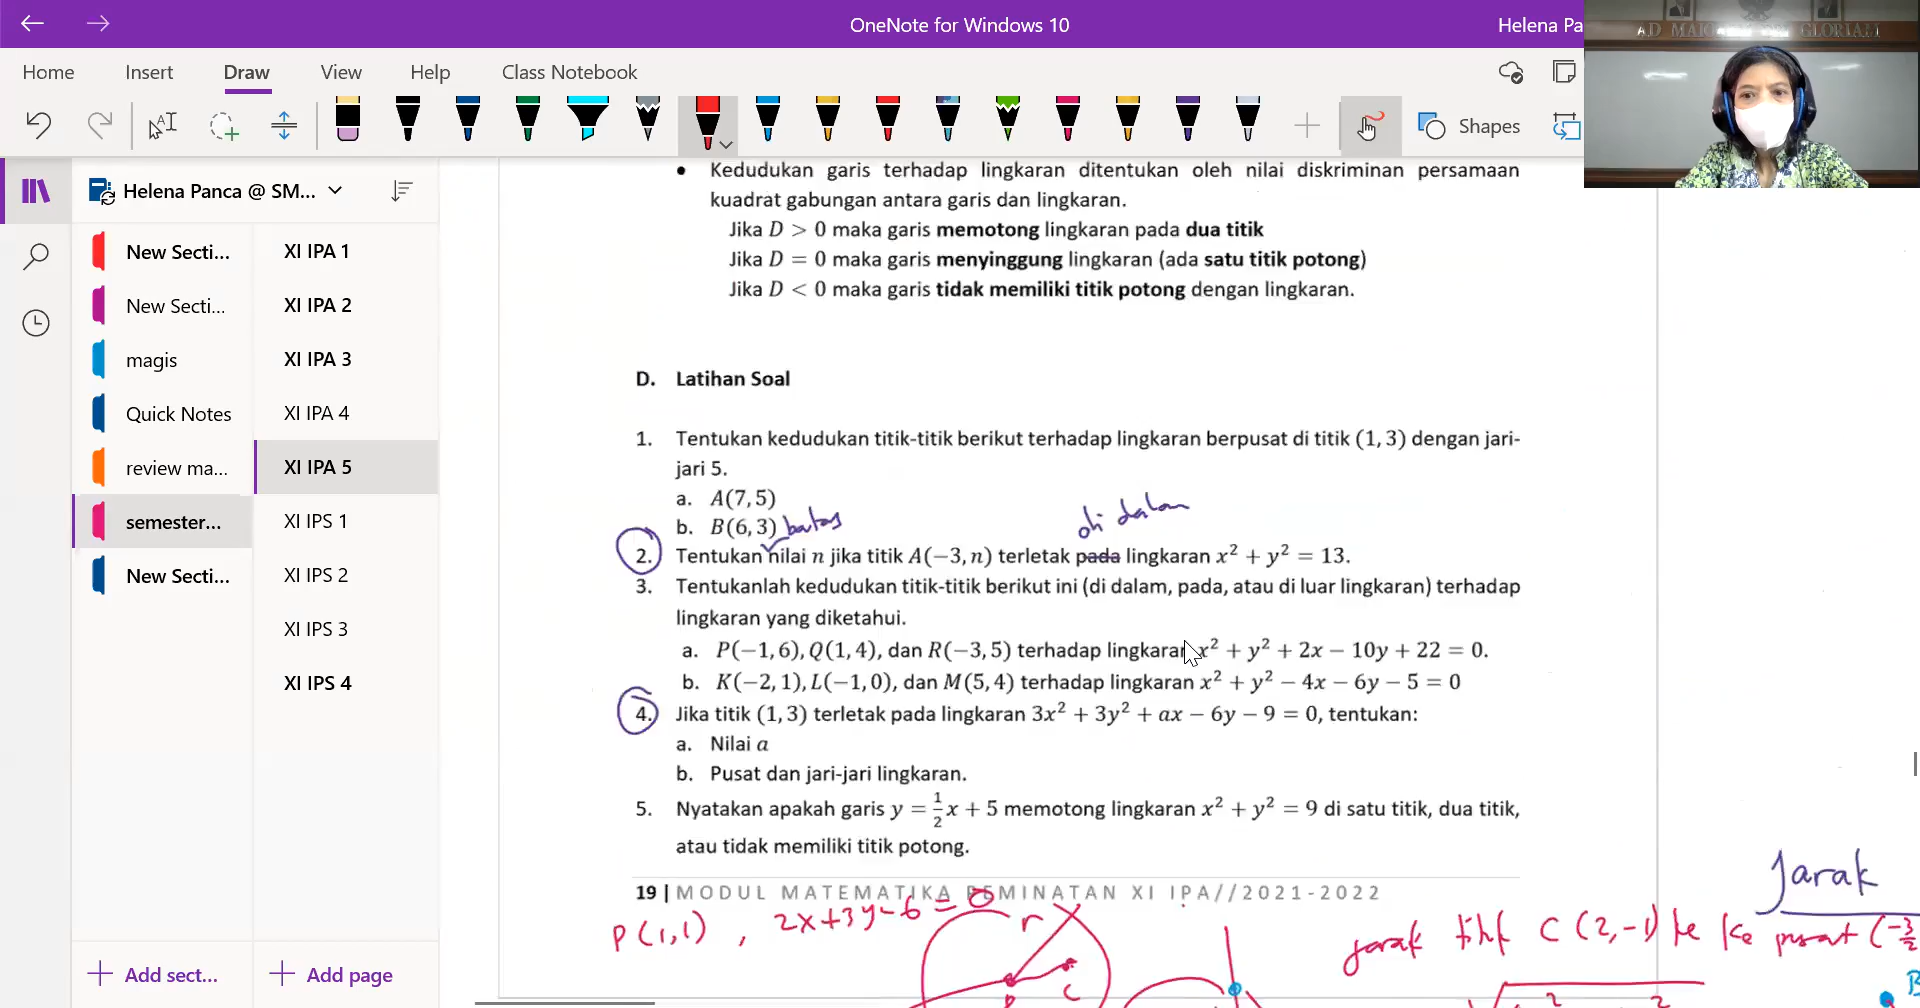 OneNote for Windows 10
Helena Pa
AD MAIO GLORIAM
Home
Insert
Draw
View
Help
Class Notebook
Shapes
Helena Panca @ SM...
New Secti...
New Secti...
magis
Quick Notes
review ma...
semester...
New Secti...
Add sect...
XI IPA 1
XI IPA 2
XI IPA 3
XI IPA 4
XI IPA 5
XI IPS 1
XI IPS 2
XI IPS 3
XI IPS 4
Add page
• Kedudukan garis terhadap lingkaran ditentukan oleh nilai diskriminan persamaan
kuadrat gabungan antara garis dan lingkaran.
Jika D > 0 maka garis memotong lingkaran pada dua titik
Jika D = 0 maka garis menyinggung lingkaran (ada satu titik potong)
Jika D < 0 maka garis tidak memiliki titik potong dengan lingkaran.
D. Latihan Soal
1. Tentukan kedudukan titik-titik berikut terhadap lingkaran berpusat di titik (1, 3) dengan jari-
jari 5.
a. A(7, 5)
b. B(6, 3)
batas
di dalam
2. Tentukan nilai n jika titik A(−3, n) terletak pada lingkaran x² + y² = 13.
3. Tentukanlah kedudukan titik-titik berikut ini (di dalam, pada, atau di luar lingkaran) terhadap
lingkaran yang diketahui.
a. P(−1, 6), Q(1, 4), dan R(−3, 5) terhadap lingkaran x² + y² + 2x − 10y + 22 = 0.
b. K(−2, 1), L(−1, 0), dan M(5, 4) terhadap lingkaran x² + y² − 4x − 6y − 5 = 0
4. Jika titik (1, 3) terletak pada lingkaran 3x² + 3y² + ax − 6y − 9 = 0, tentukan:
a. Nilai a
b. Pusat dan jari-jari lingkaran.
5. Nyatakan apakah garis y = 1/2 x + 5 memotong lingkaran x² + y² = 9 di satu titik, dua titik,
atau tidak memiliki titik potong.
19 | MODUL MATEMATIKA PEMINATAN XI IPA//2021-2022
Jarak
P(1,1) , 2x+3y-6 = 0
r
C
jarak titik C (2,-1) ke ke pusat (-3/2
B